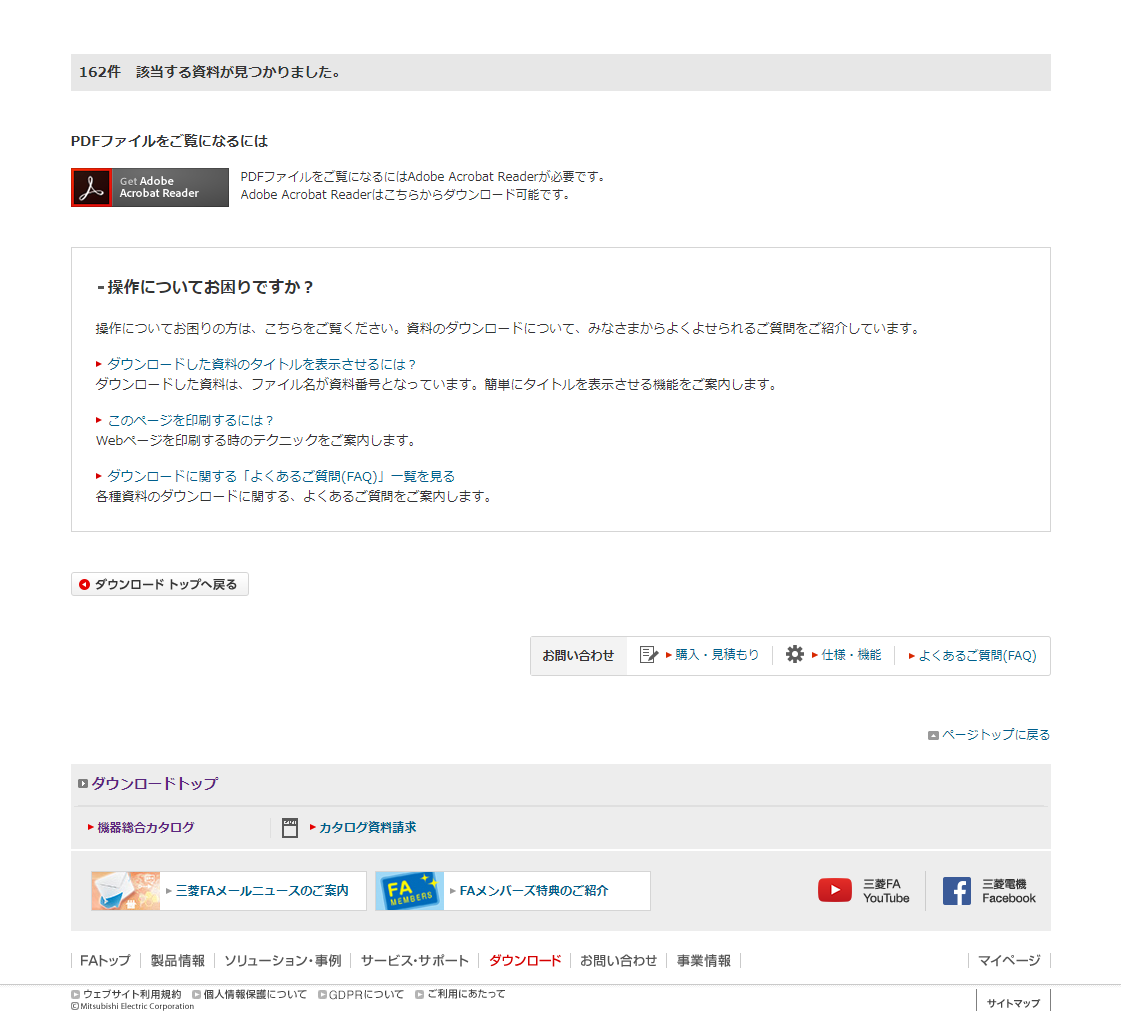 162件　該当する資料が見つかりました。
PDFファイルをご覧になるには
Get Adobe
Acrobat Reader
PDFファイルをご覧になるにはAdobe Acrobat Readerが必要です。
Adobe Acrobat Readerはこちらからダウンロード可能です。
-操作についてお困りですか？
操作についてお困りの方は、こちらをご覧ください。資料のダウンロードについて、みなさまからよくよせられるご質問をご紹介しています。
ダウンロードした資料のタイトルを表示させるには？
ダウンロードした資料は、ファイル名が資料番号となっています。簡単にタイトルを表示させる機能をご案内します。
このページを印刷するには？
Webページを印刷する時のテクニックをご案内します。
ダウンロードに関する「よくあるご質問(FAQ)」一覧を見る
各種資料のダウンロードに関する、よくあるご質問をご案内します。
ダウンロード トップへ戻る
お問い合わせ 購入・見積もり 仕様・機能 よくあるご質問(FAQ)
ページトップに戻る
ダウンロードトップ
機器総合カタログ カタログ資料請求
三菱FAメールニュースのご案内
FA MEMBERS
FAメンバーズ特典のご紹介
三菱FA
YouTube
三菱電機
Facebook
FAトップ 製品情報 ソリューション・事例 サービス・サポート ダウンロード お問い合わせ 事業情報 マイページ
ウェブサイト利用規約 個人情報保護について GDPRについて ご利用にあたって
サイトマップ
©Mitsubishi Electric Corporation